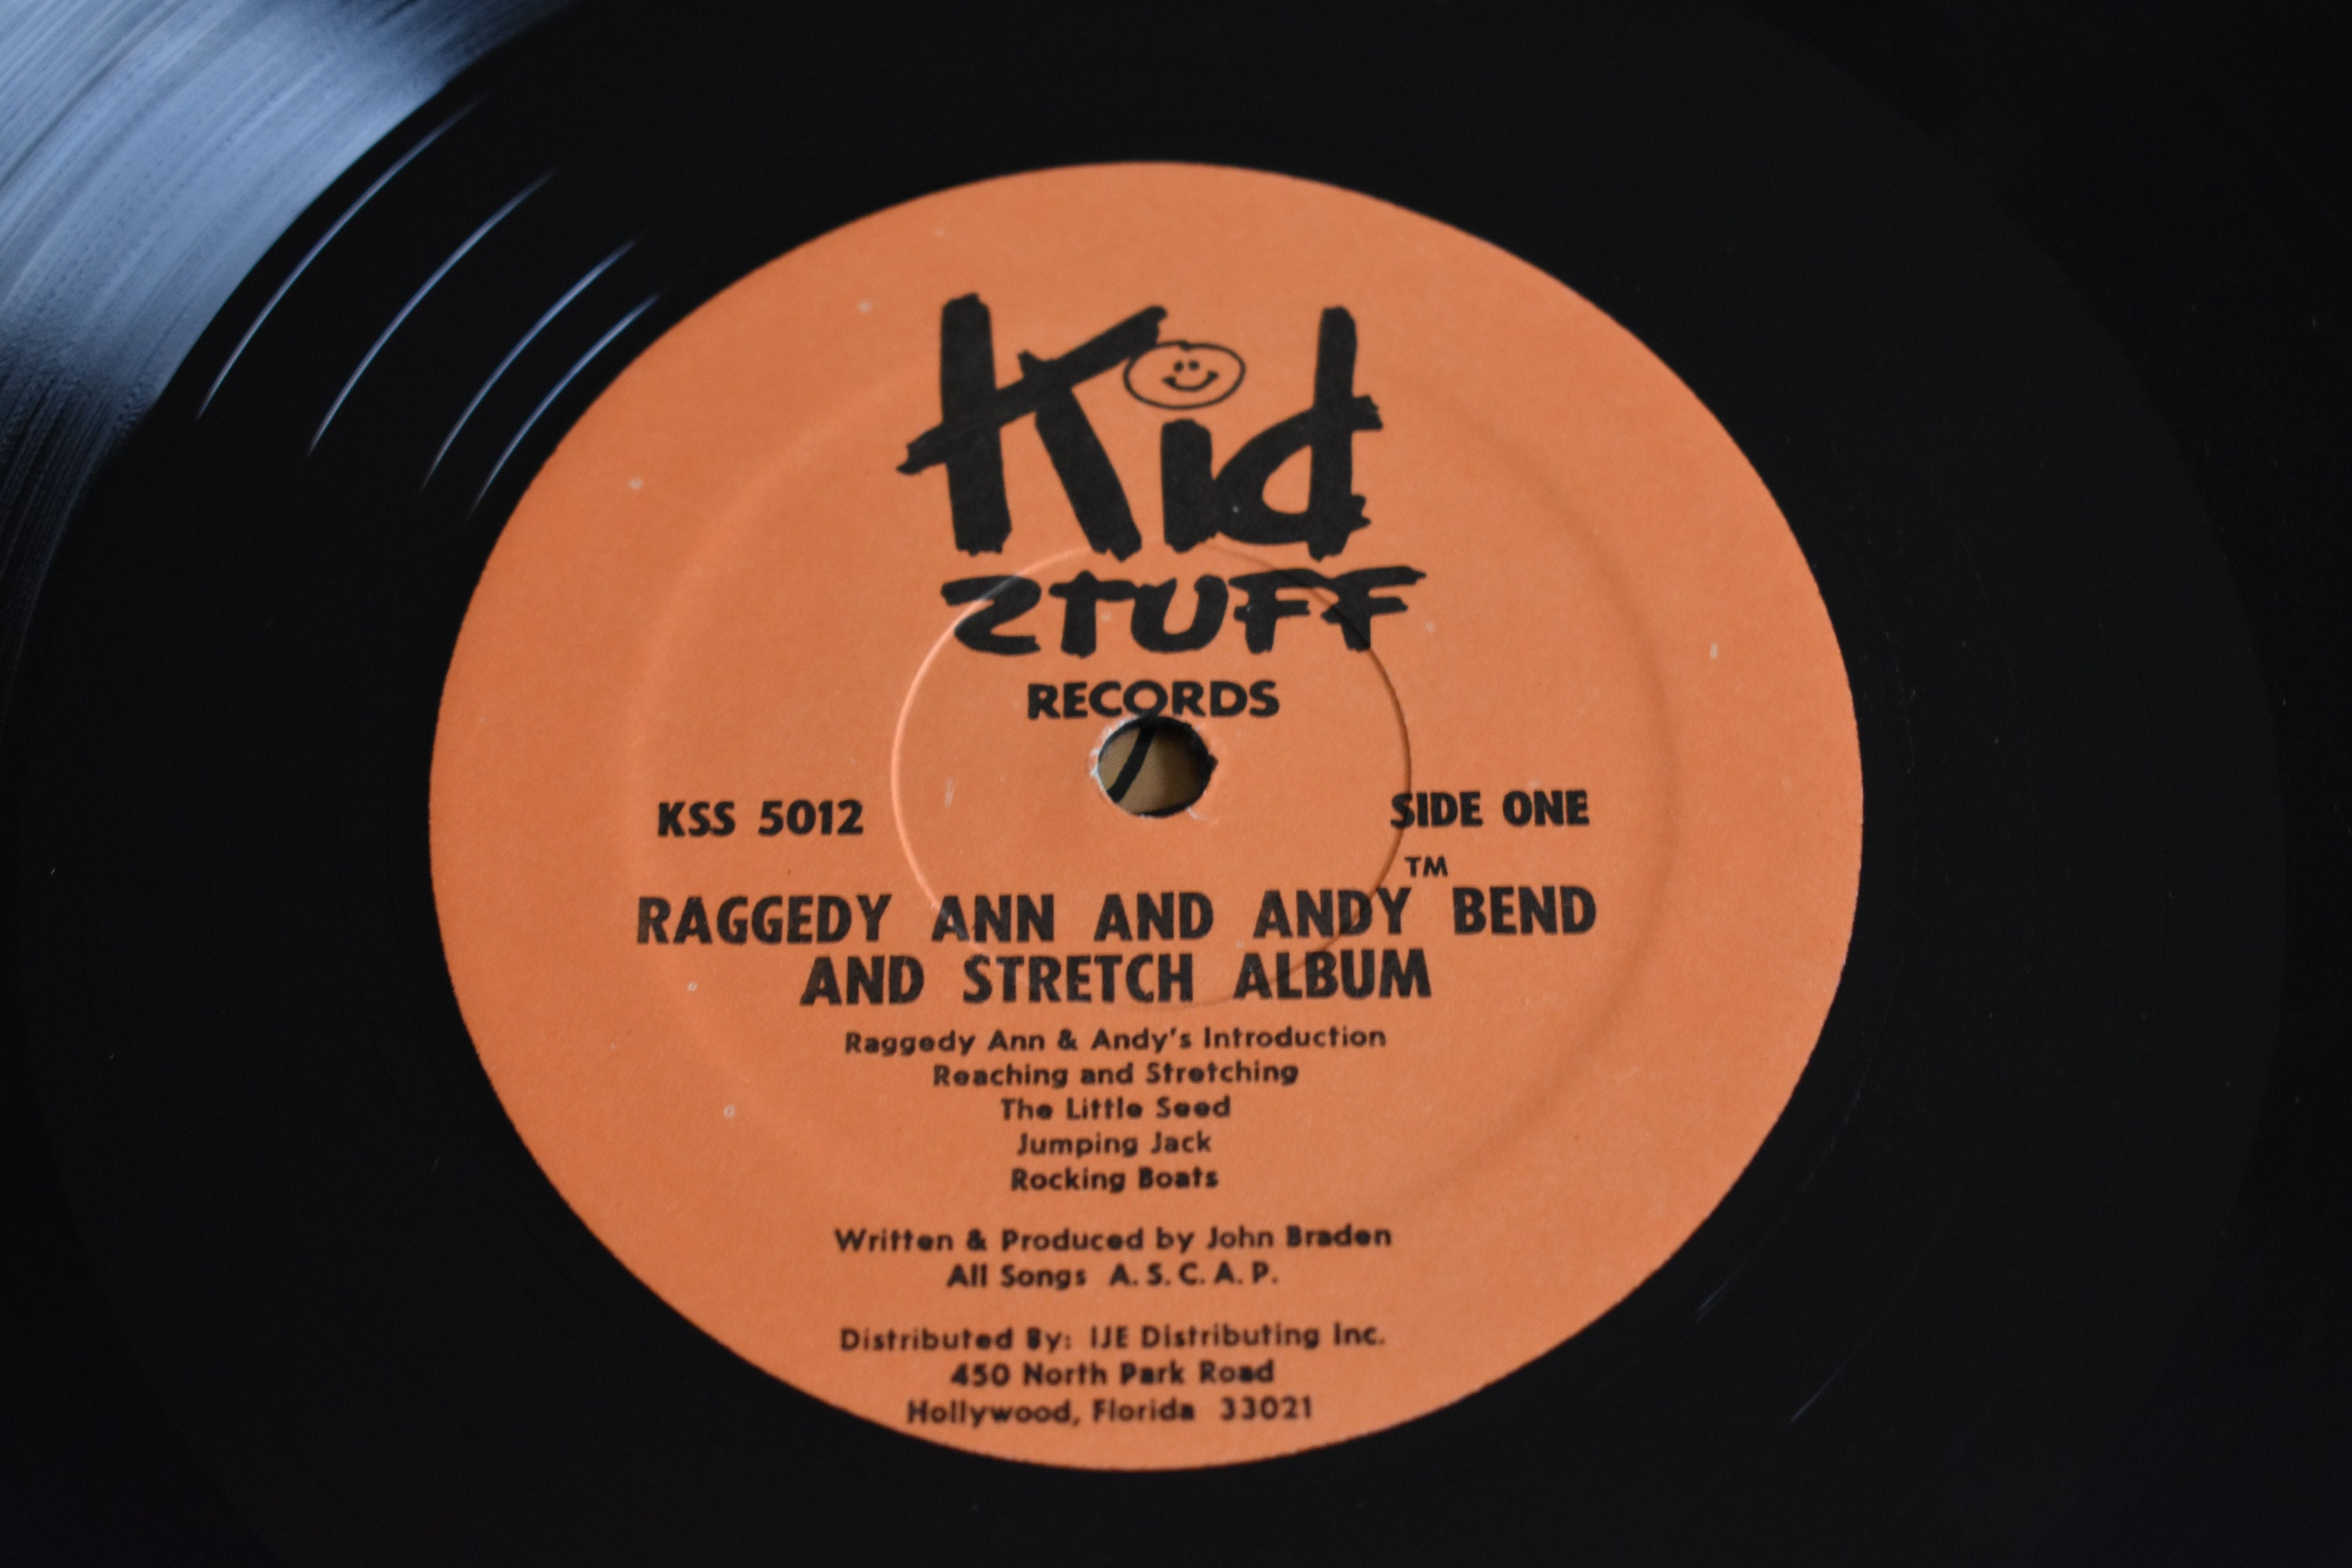 Kid
STUFF
RECORDS
KSS 5012
SIDE ONE
RAGGEDY ANN AND ANDY™ BEND
AND STRETCH ALBUM
Raggedy Ann & Andy's Introduction
Reaching and Stretching
The Little Seed
Jumping Jack
Rocking Boats
Written & Produced by John Braden
All Songs A.S.C.A.P.
Distributed By: IJE Distributing Inc.
450 North Park Road
Hollywood, Florida 33021